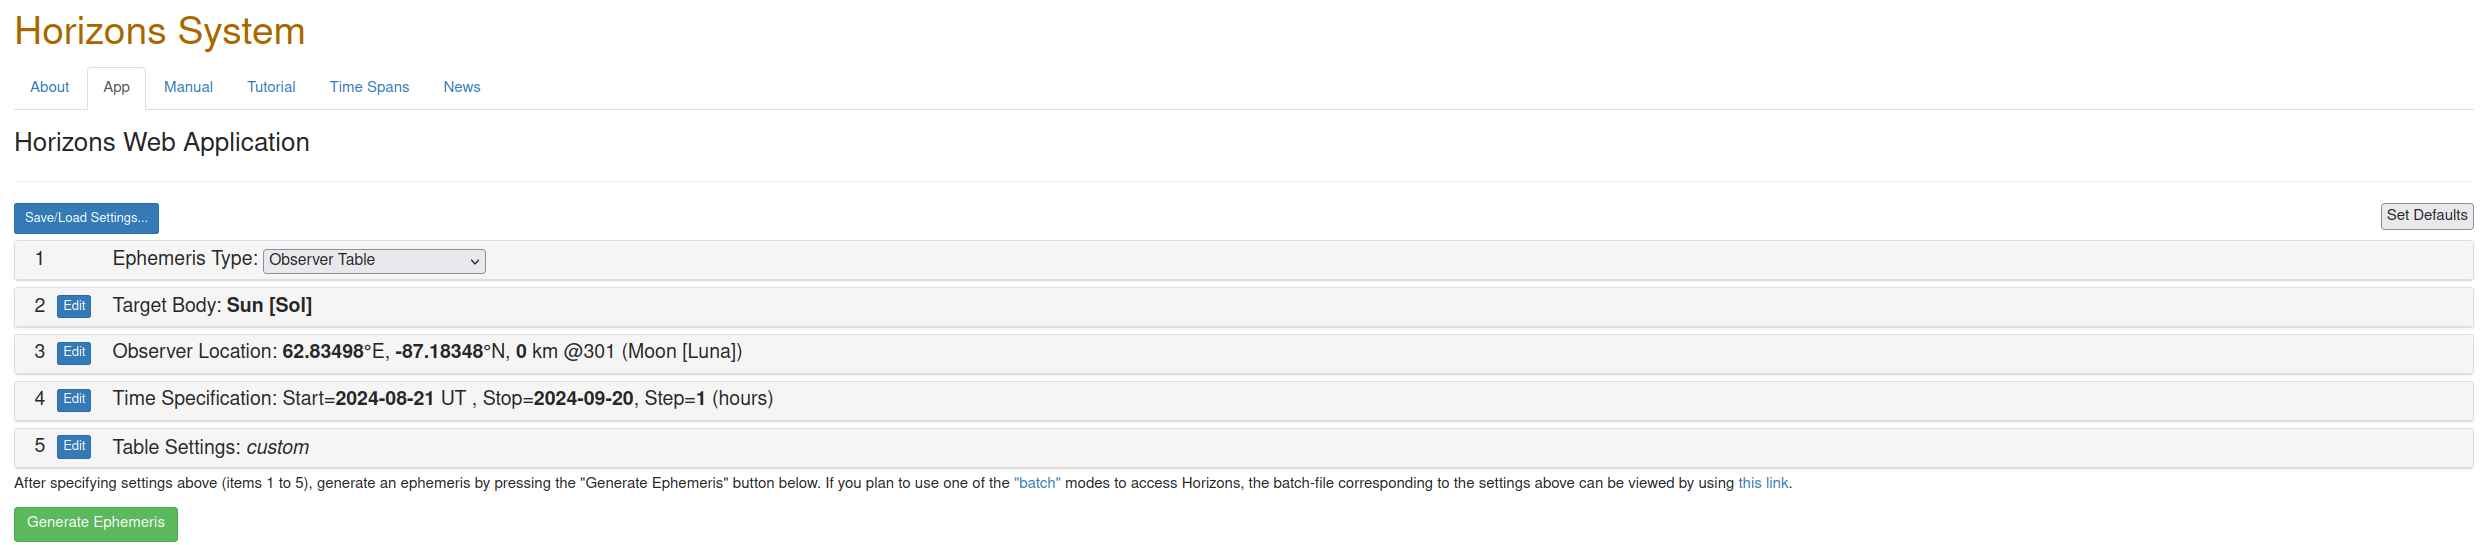 Horizons System
About App Manual Tutorial Time Spans News
Horizons Web Application
Save/Load Settings... Set Defaults
1 Ephemeris Type: Observer Table
2 Edit Target Body: Sun [Sol]
3 Edit Observer Location: 62.83498°E, -87.18348°N, 0 km @301 (Moon [Luna])
4 Edit Time Specification: Start=2024-08-21 UT , Stop=2024-09-20, Step=1 (hours)
5 Edit Table Settings: custom
After specifying settings above (items 1 to 5), generate an ephemeris by pressing the "Generate Ephemeris" button below. If you plan to use one of the "batch" modes to access Horizons, the batch-file corresponding to the settings above can be viewed by using this link.
Generate Ephemeris